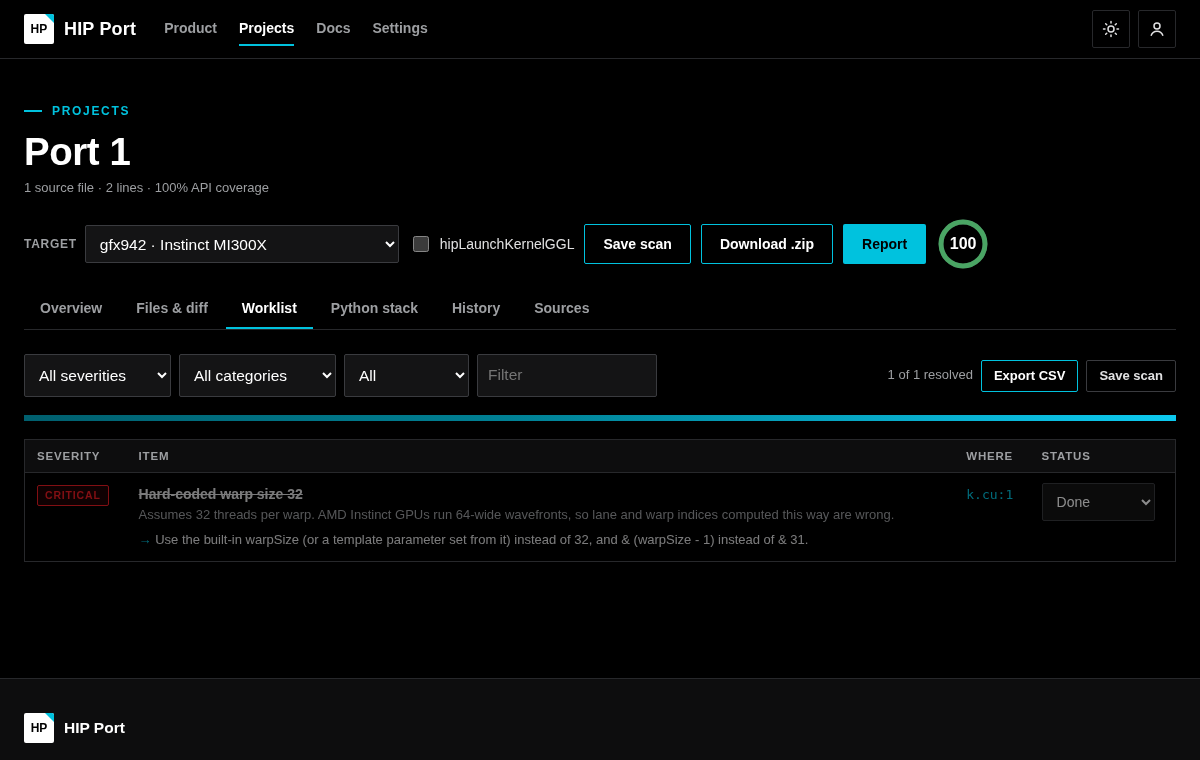 HP HIP Port Product Projects Docs Settings
PROJECTS
Port 1
1 source file · 2 lines · 100% API coverage
TARGET gfx942 · Instinct MI300X hipLaunchKernelGGL Save scan Download .zip Report 100
Overview Files & diff Worklist Python stack History Sources
All severities All categories All Filter 1 of 1 resolved Export CSV Save scan
SEVERITY ITEM WHERE STATUS
CRITICAL Hard-coded warp size 32 k.cu:1 Done
Assumes 32 threads per warp. AMD Instinct GPUs run 64-wide wavefronts, so lane and warp indices computed this way are wrong.
→ Use the built-in warpSize (or a template parameter set from it) instead of 32, and & (warpSize - 1) instead of & 31.
HP HIP Port